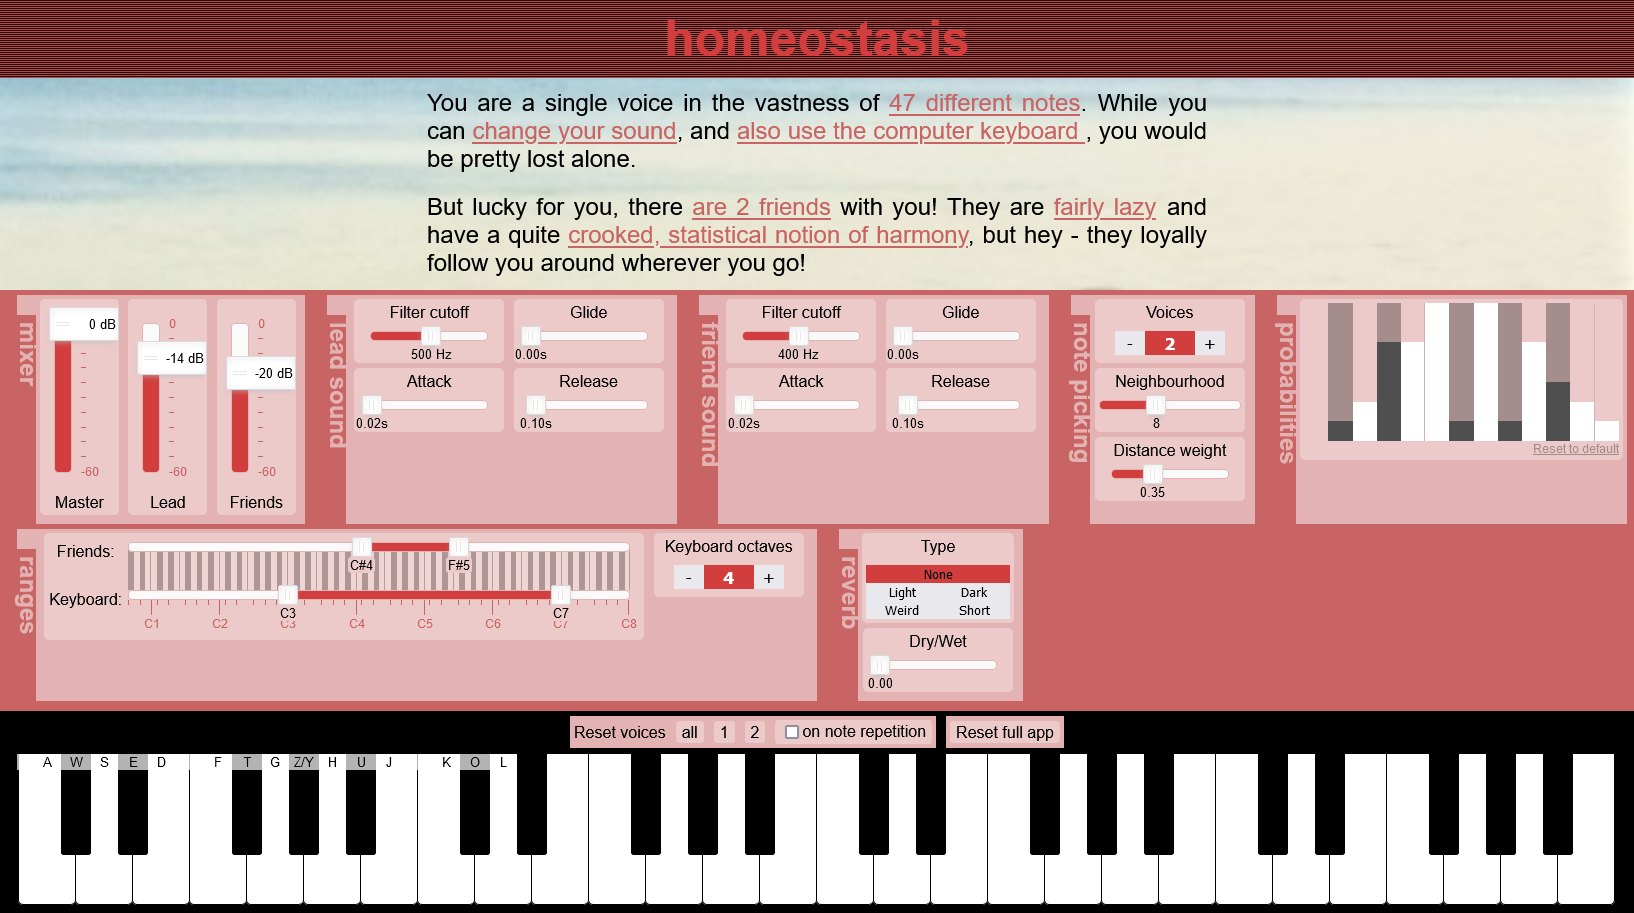 homeostasis
You are a single voice in the vastness of 47 different notes. While you
can change your sound, and also use the computer keyboard , you would
be pretty lost alone.
But lucky for you, there are 2 friends with you! They are fairly lazy and
have a quite crooked, statistical notion of harmony, but hey - they loyally
follow you around wherever you go!
mixer
0 dB
-60
Master
0
-14 dB
-60
Lead
0
-20 dB
-60
Friends
lead sound
Filter cutoff
500 Hz
Glide
0.00s
Attack
0.02s
Release
0.10s
friend sound
Filter cutoff
400 Hz
Glide
0.00s
Attack
0.02s
Release
0.10s
note picking
Voices
- 2 +
Neighbourhood
8
Distance weight
0.35
probabilities
Reset to default
ranges
Friends:
C#4 F#5
Keyboard:
C3 C7
C1 C2 C3 C4 C5 C6 C7 C8
Keyboard octaves
- 4 +
reverb
Type
None
Light Dark
Weird Short
Dry/Wet
0.00
Reset voices all 1 2 on note repetition Reset full app
A W S E D F T G Z/Y H U J K O L